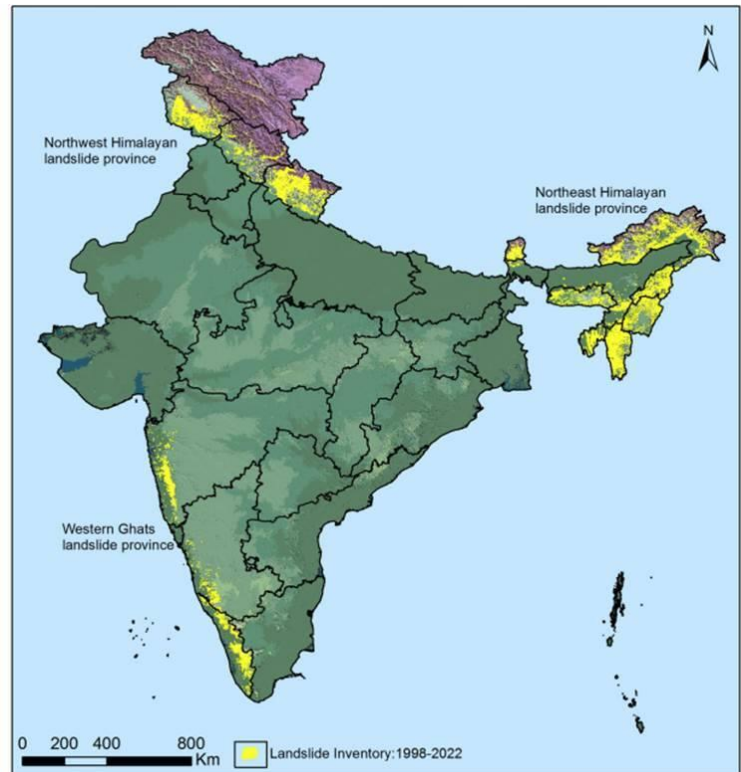 N
Northwest Himalayan
landslide province
Northeast Himalayan
landslide province
Western Ghats
landslide province
0 200 400 800
Km
Landslide Inventory:1998-2022